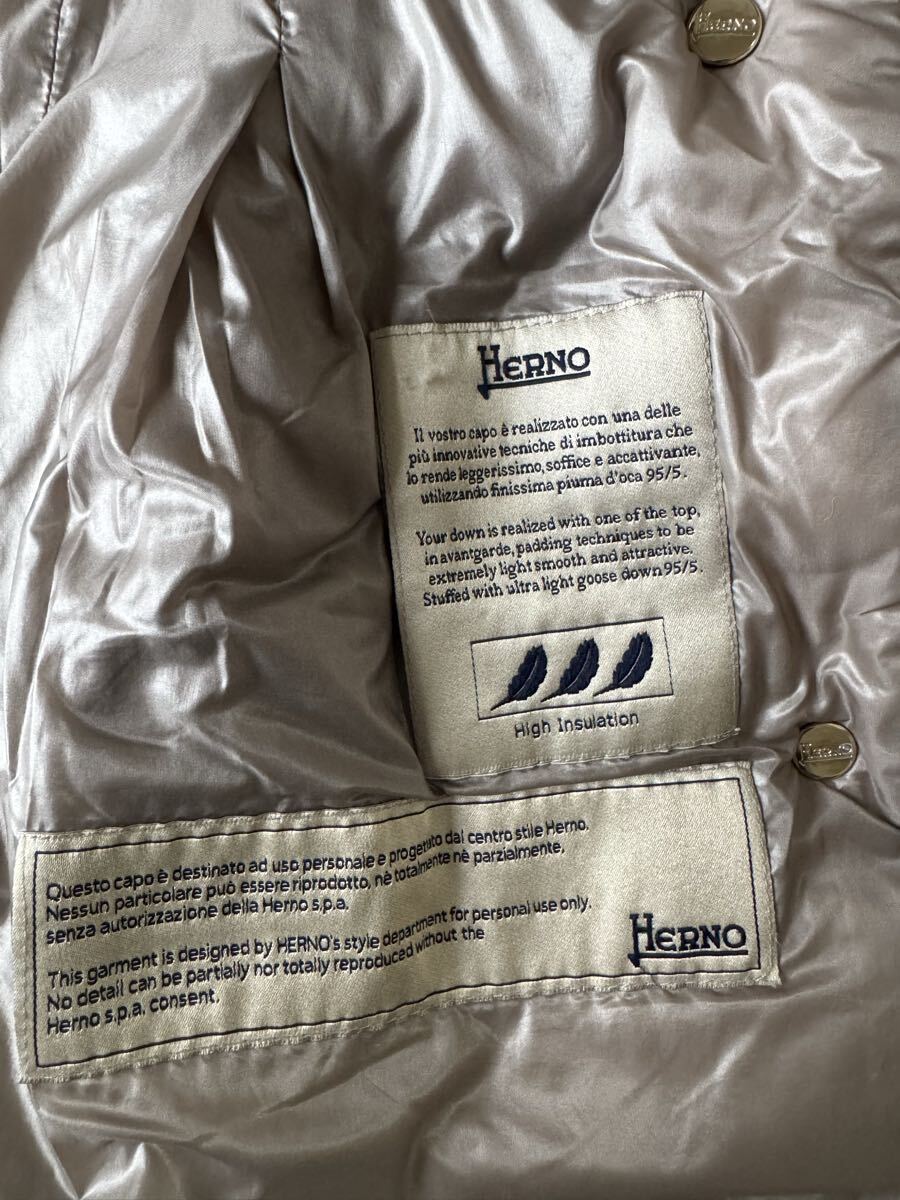 HERNO
HERNO
Il vostro capo è realizzato con una delle
più innovative tecniche di imbottitura che
lo rende leggerissimo, soffice e accattivante,
utilizzando finissima piuma d'oca 95/5.
Your down is realized with one of the top,
in avantgarde, padding techniques to be
extremely light smooth and attractive.
Stuffed with ultra light goose down 95/5.
High Insulation
HERNO
Questo capo è destinato ad uso personale e progettato dal centro stile Herno.
Nessun particolare può essere riprodotto, nè totalmente nè parzialmente,
senza autorizzazione della Herno s.p.a.
This garment is designed by HERNO's style department for personal use only.
No detail can be partially nor totally reproduced without the
Herno s.p.a. consent.
HERNO